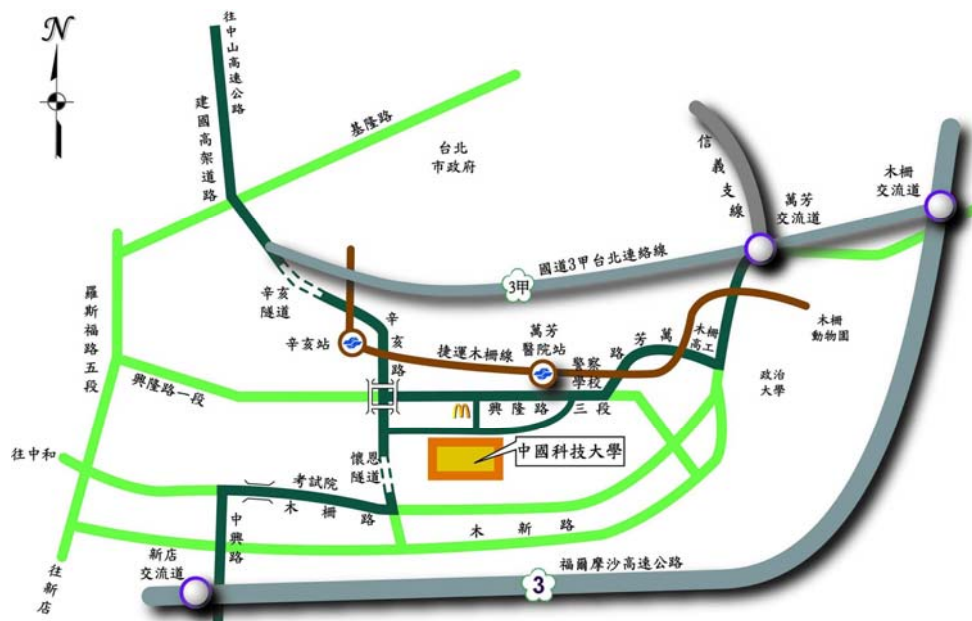 N
往中山高速公路
建國高架道路
基隆路
台北
市政府
信義支線
木柵
交流道
萬芳
交流道
國道3甲台北連絡線
3甲
羅斯福路五段
辛亥
隧道
辛亥站
辛亥路
捷運木柵線
萬芳
醫院站
警察
學校
萬芳路
木柵
高工
木柵
動物園
政治
大學
興隆路一段
興隆路三段
中國科技大學
往中和
懷恩
隧道
考試院
木柵路
中興路
木新路
新店
交流道
福爾摩沙高速公路
3
往新店